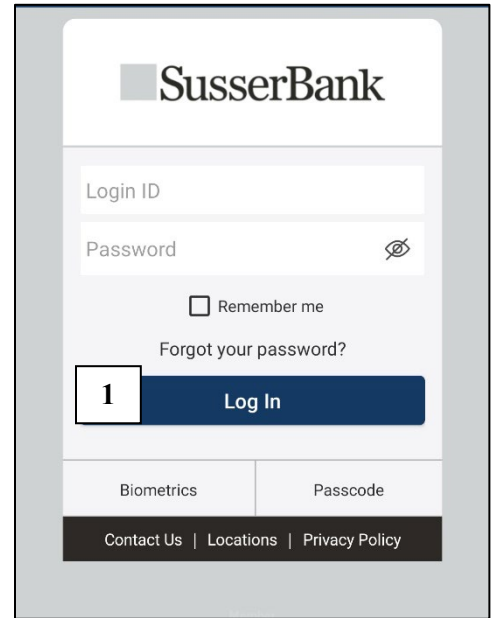 SusserBank
Login ID
Password
Remember me
Forgot your password?
1
Log In
Biometrics Passcode
Contact Us | Locations | Privacy Policy